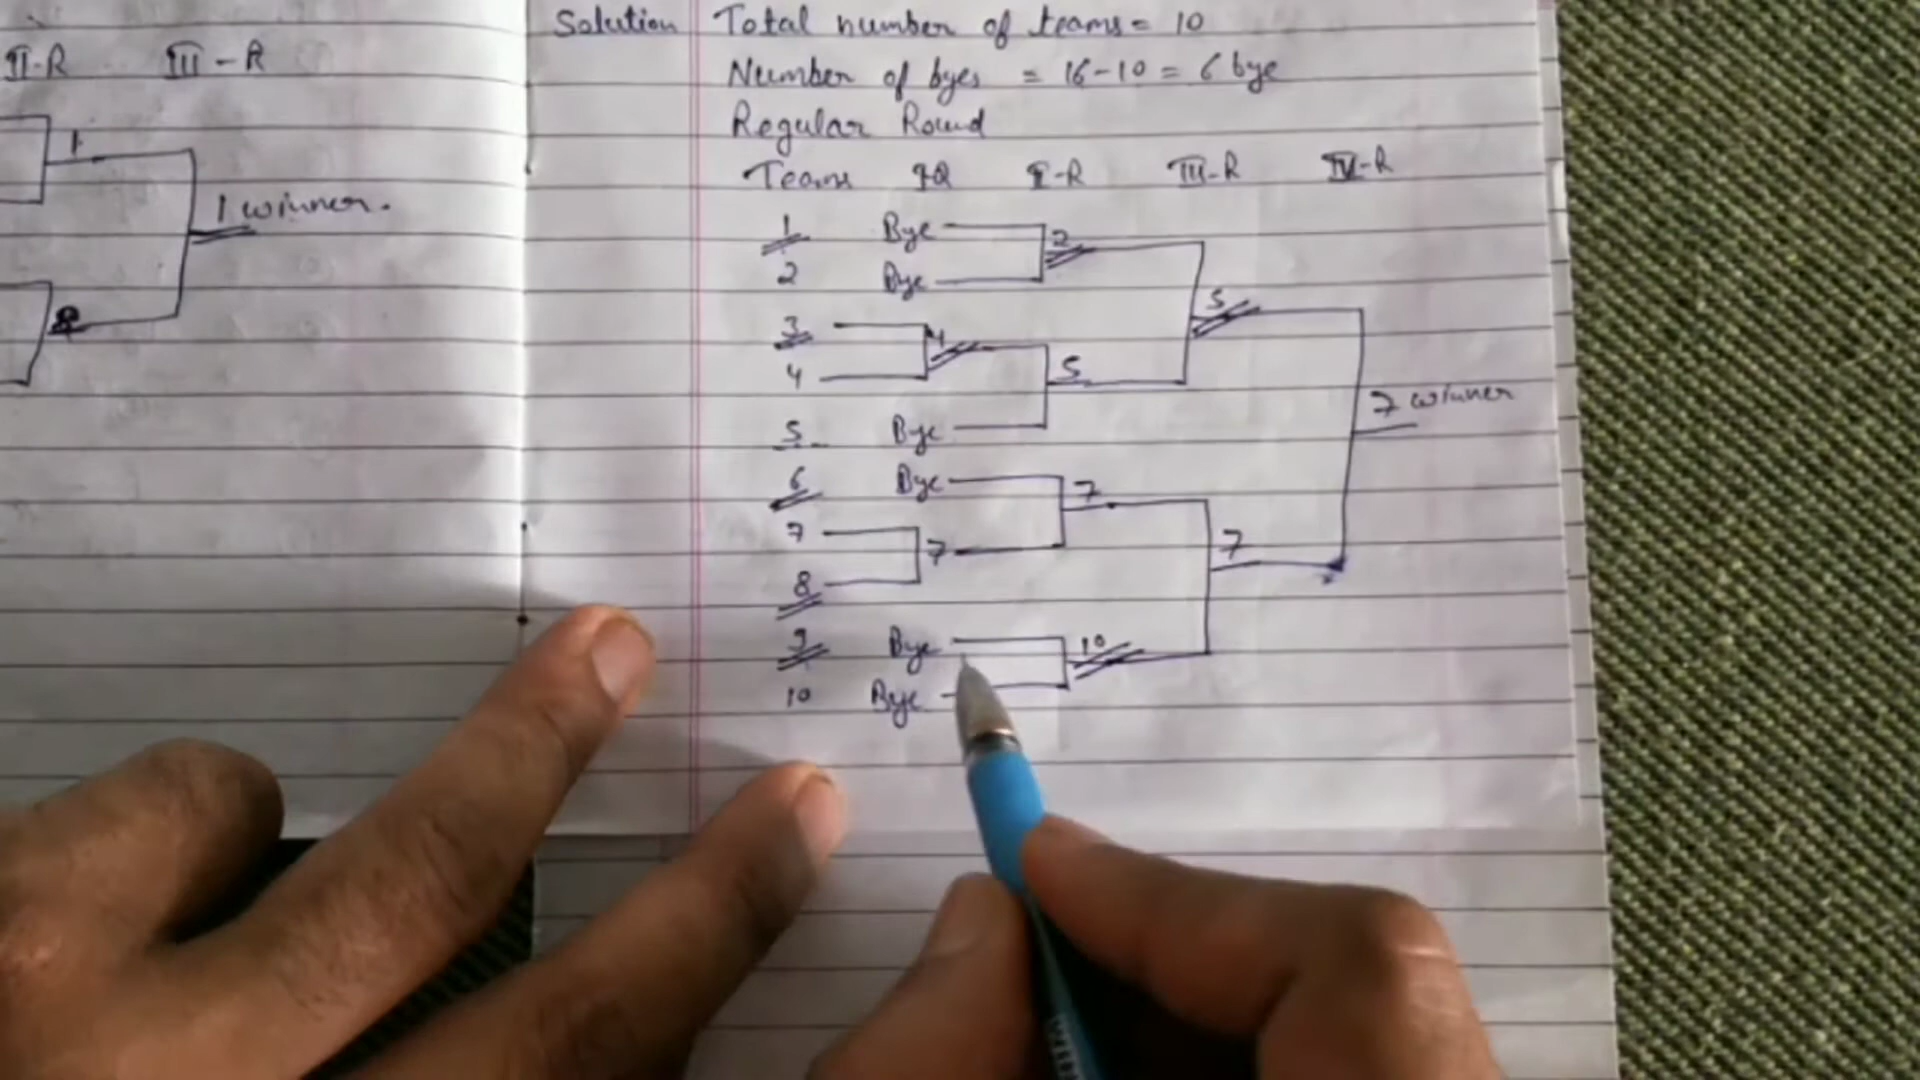 II-R III-R
1
1 winner.
8
Solution Total number of teams = 10
Number of byes = 16-10 = 6 bye
Regular Round
Teams I-R III-R IV-R
1 Bye 2
2 Bye
5
3 4
4 5
7 winner
5 Bye
6 Bye 7
7 7 7
8
9 Bye 10
10 Bye